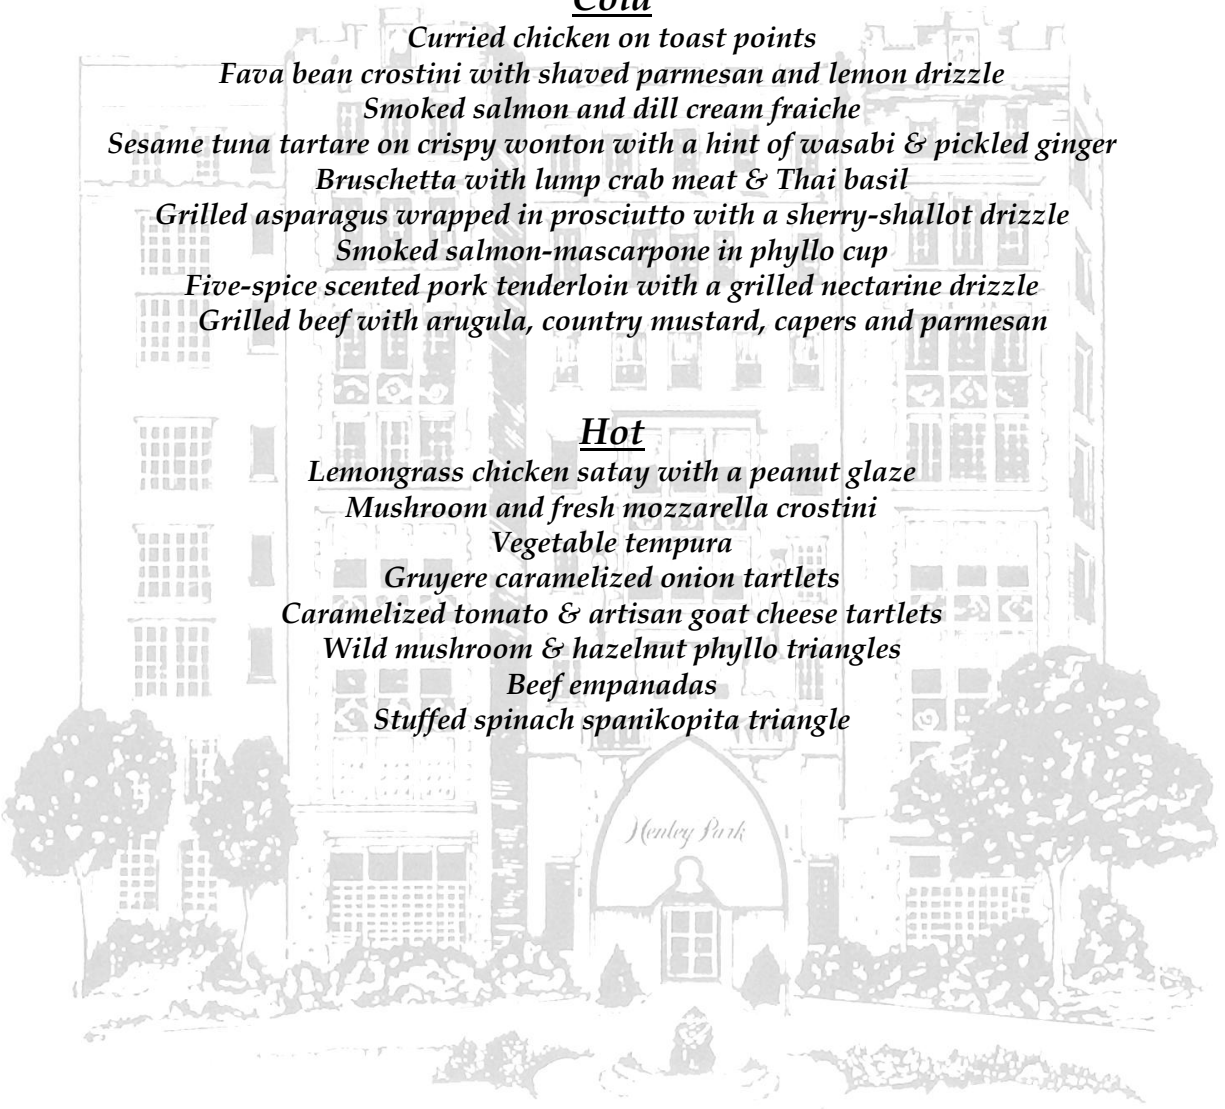 Cold
Curried chicken on toast points
Fava bean crostini with shaved parmesan and lemon drizzle
Smoked salmon and dill cream fraiche
Sesame tuna tartare on crispy wonton with a hint of wasabi & pickled ginger
Bruschetta with lump crab meat & Thai basil
Grilled asparagus wrapped in prosciutto with a sherry-shallot drizzle
Smoked salmon-mascarpone in phyllo cup
Five-spice scented pork tenderloin with a grilled nectarine drizzle
Grilled beef with arugula, country mustard, capers and parmesan
Hot
Lemongrass chicken satay with a peanut glaze
Mushroom and fresh mozzarella crostini
Vegetable tempura
Gruyere caramelized onion tartlets
Caramelized tomato & artisan goat cheese tartlets
Wild mushroom & hazelnut phyllo triangles
Beef empanadas
Stuffed spinach spanikopita triangle
Henley Park